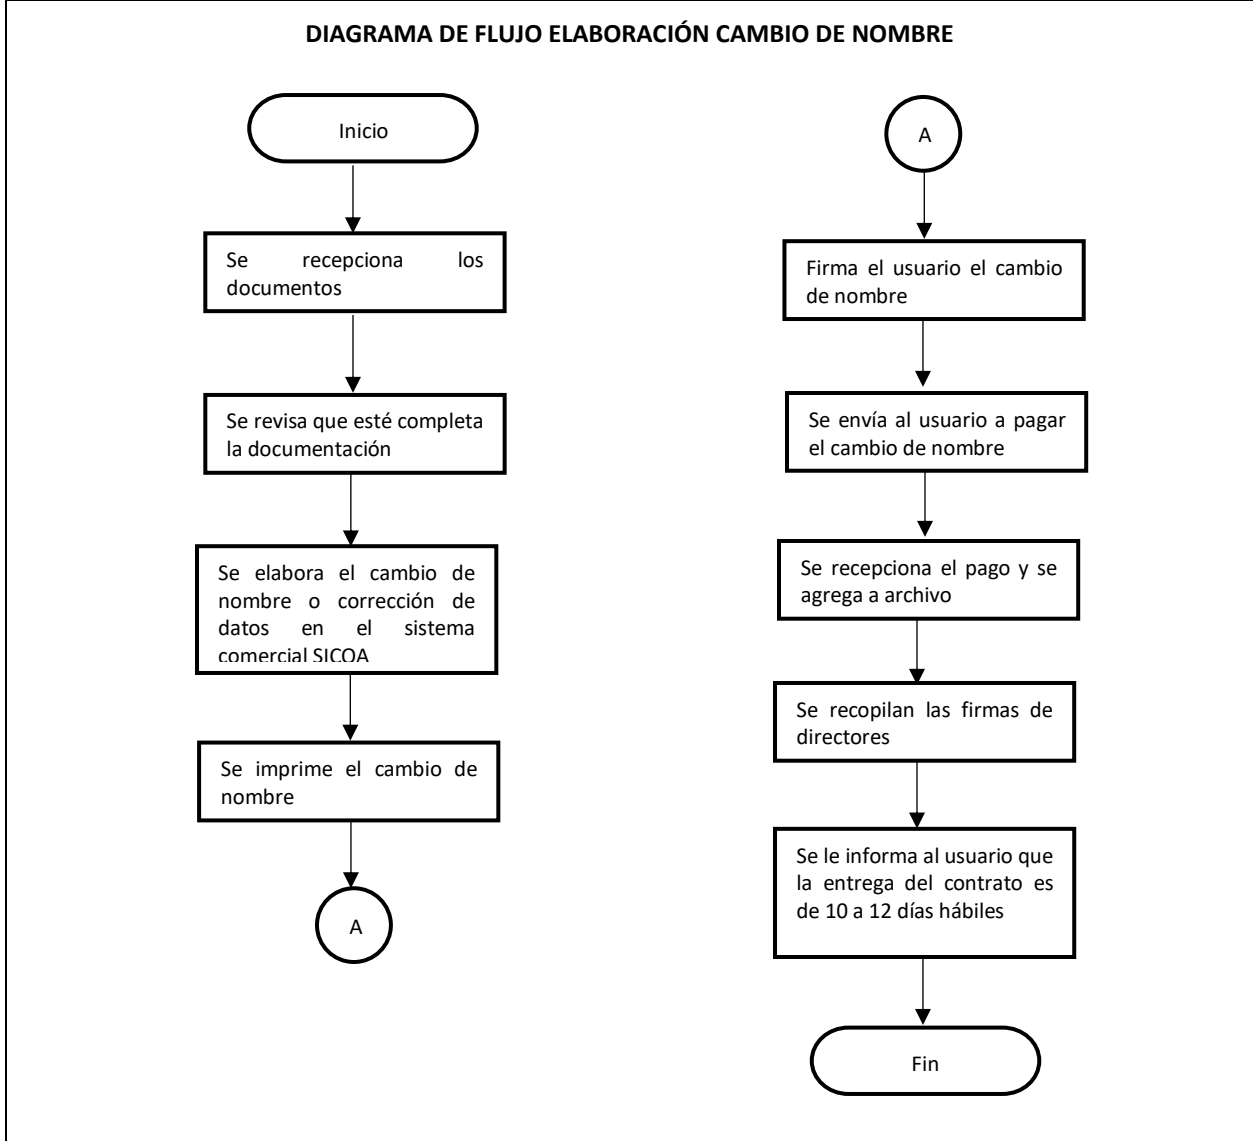 DIAGRAMA DE FLUJO ELABORACIÓN CAMBIO DE NOMBRE
Inicio
Se recepciona los
documentos
Se revisa que esté completa
la documentación
Se elabora el cambio de
nombre o corrección de
datos en el sistema
comercial SICOA
Se imprime el cambio de
nombre
A
A
Firma el usuario el cambio
de nombre
Se envía al usuario a pagar
el cambio de nombre
Se recepciona el pago y se
agrega a archivo
Se recopilan las firmas de
directores
Se le informa al usuario que
la entrega del contrato es
de 10 a 12 días hábiles
Fin